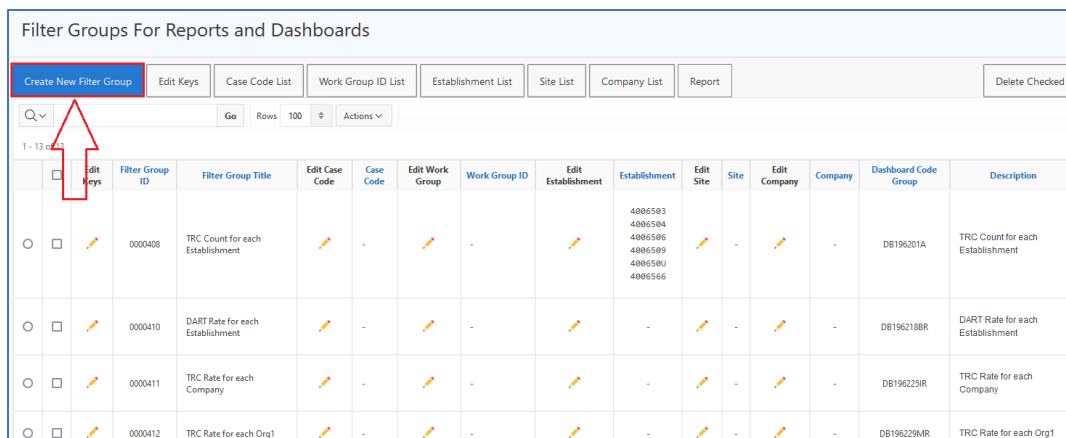 Filter Groups For Reports and Dashboards
Create New Filter Group
Edit Keys
Case Code List
Work Group ID List
Establishment List
Site List
Company List
Report
Delete Checked
Go
Rows
100
Actions
1 - 13 of 13
Edit Keys
Filter Group ID
Filter Group Title
Edit Case Code
Case Code
Edit Work Group
Work Group ID
Edit Establishment
Establishment
Edit Site
Site
Edit Company
Company
Dashboard Code Group
Description
0000408
TRC Count for each
Establishment
-
-
4006503
4006504
4006506
4006509
400650U
4006566
-
-
DB196201A
TRC Count for each
Establishment
0000410
DART Rate for each
Establishment
-
-
-
-
-
DB196218BR
DART Rate for each
Establishment
0000411
TRC Rate for each
Company
-
-
-
-
-
DB196225IR
TRC Rate for each
Company
0000412
TRC Rate for each Org1
-
-
-
-
-
DB196229MR
TRC Rate for each Org1